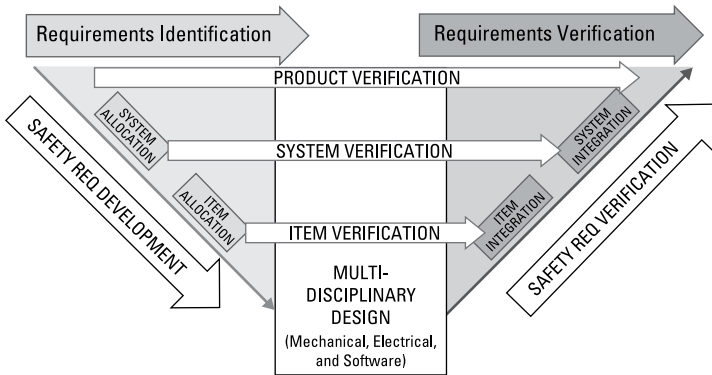 Requirements Identification
Requirements Verification
PRODUCT VERIFICATION
SYSTEM
ALLOCATION
SYSTEM VERIFICATION
SYSTEM
INTEGRATION
SAFETY REQ DEVELOPMENT
ITEM
ALLOCATION
ITEM VERIFICATION
ITEM
INTEGRATION
SAFETY REQ VERIFICATION
MULTI-
DISCIPLINARY
DESIGN
(Mechanical, Electrical,
and Software)